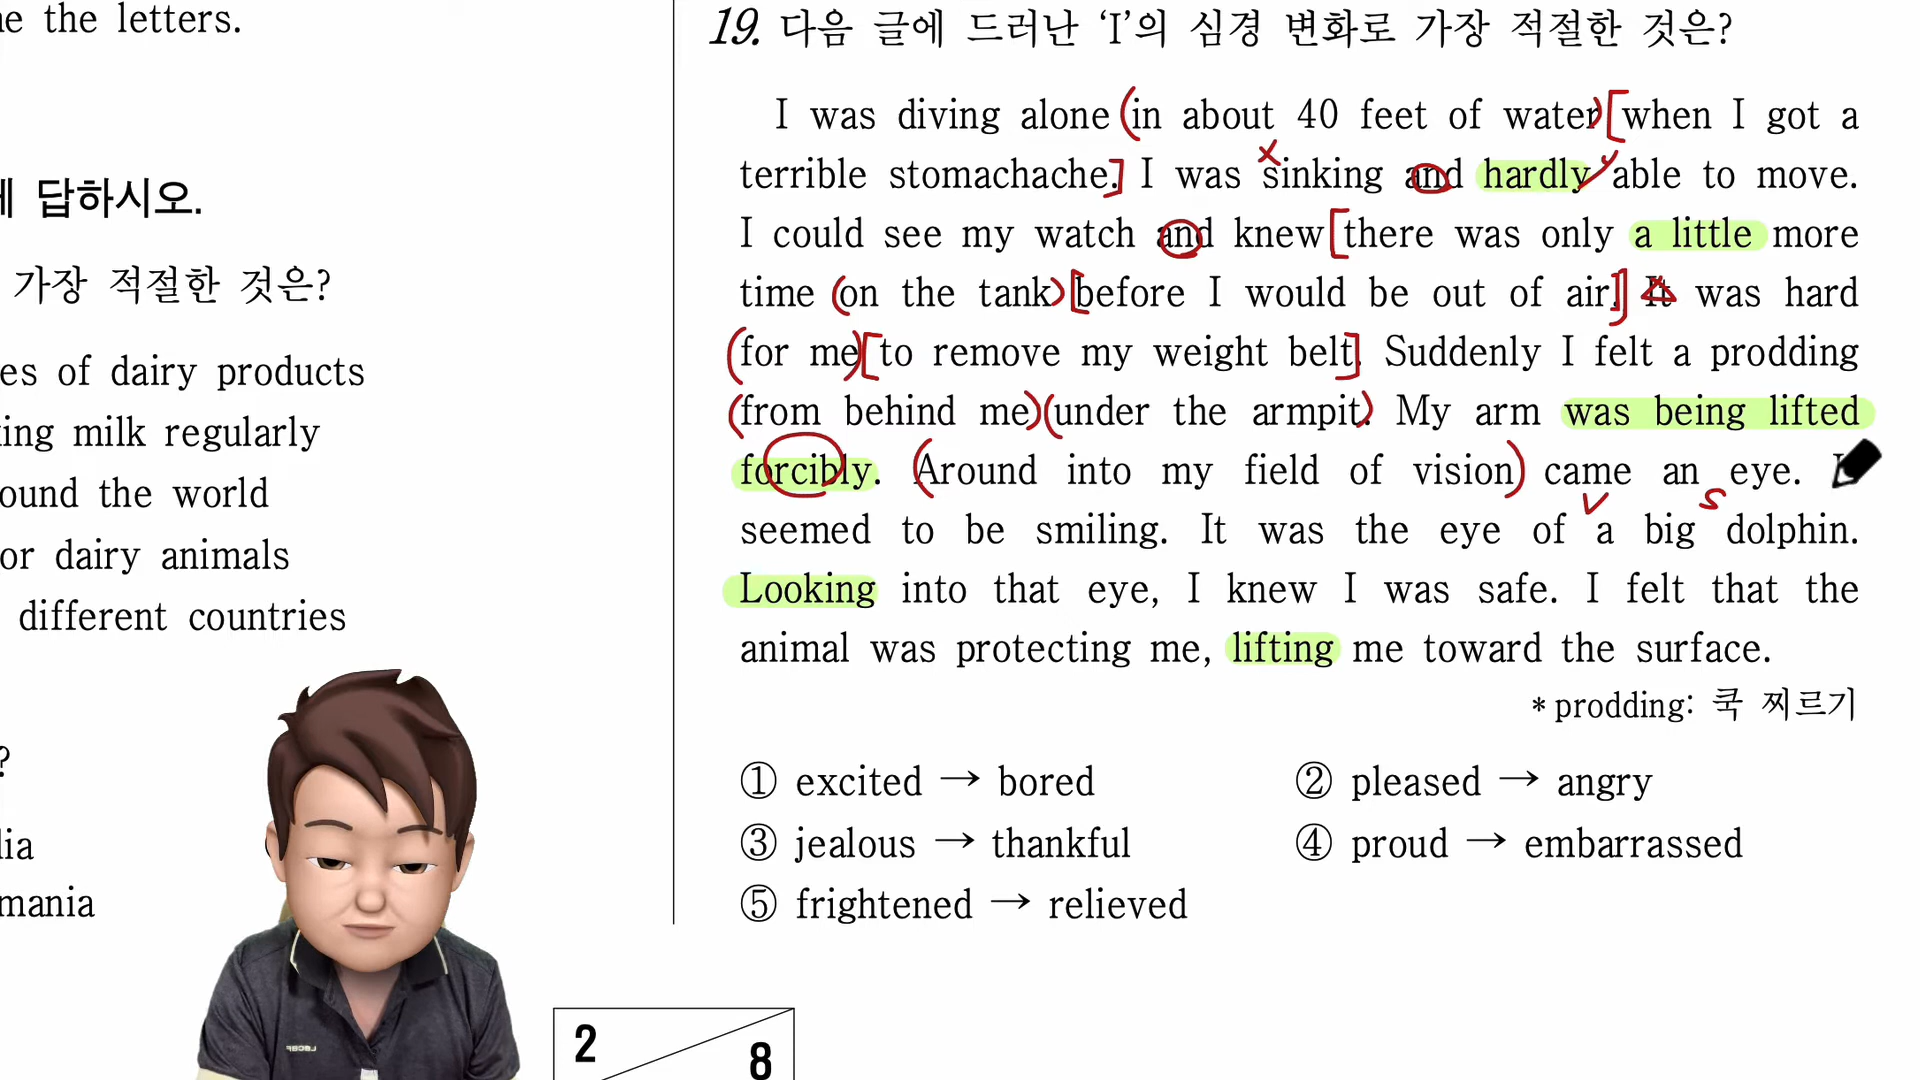 ne the letters.
에 답하시오.
가장 적절한 것은?
es of dairy products
king milk regularly
ound the world
or dairy animals
different countries
?
lia
mania
19. 다음 글에 드러난 ‘I’의 심경 변화로 가장 적절한 것은?
I was diving alone in about 40 feet of water when I got a
terrible stomachache. I was sinking and hardly able to move.
I could see my watch and knew there was only a little more
time on the tank before I would be out of air. It was hard
for me to remove my weight belt. Suddenly I felt a prodding
from behind me under the armpit. My arm was being lifted
forcibly. Around into my field of vision came an eye. I
v s
seemed to be smiling. It was the eye of a big dolphin.
Looking into that eye, I knew I was safe. I felt that the
animal was protecting me, lifting me toward the surface.
* prodding: 쿡 찌르기
① excited → bored
② pleased → angry
③ jealous → thankful
④ proud → embarrassed
⑤ frightened → relieved
2
8